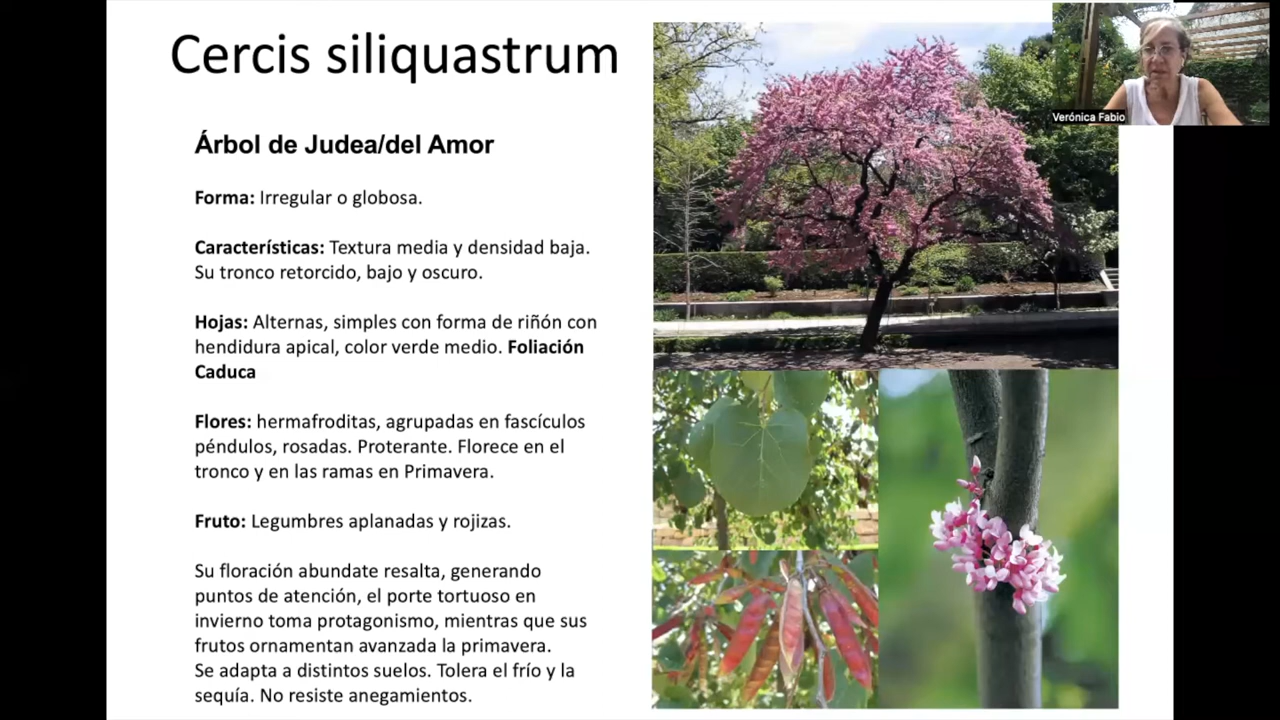 Cercis siliquastrum
Verónica Fabio
Árbol de Judea/del Amor
Forma: Irregular o globosa.
Características: Textura media y densidad baja.
Su tronco retorcido, bajo y oscuro.
Hojas: Alternas, simples con forma de riñón con
hendidura apical, color verde medio. Foliación
Caduca
Flores: hermafroditas, agrupadas en fascículos
péndulos, rosadas. Proterante. Florece en el
tronco y en las ramas en Primavera.
Fruto: Legumbres aplanadas y rojizas.
Su floración abundate resalta, generando
puntos de atención, el porte tortuoso en
invierno toma protagonismo, mientras que sus
frutos ornamentan avanzada la primavera.
Se adapta a distintos suelos. Tolera el frío y la
sequía. No resiste anegamientos.